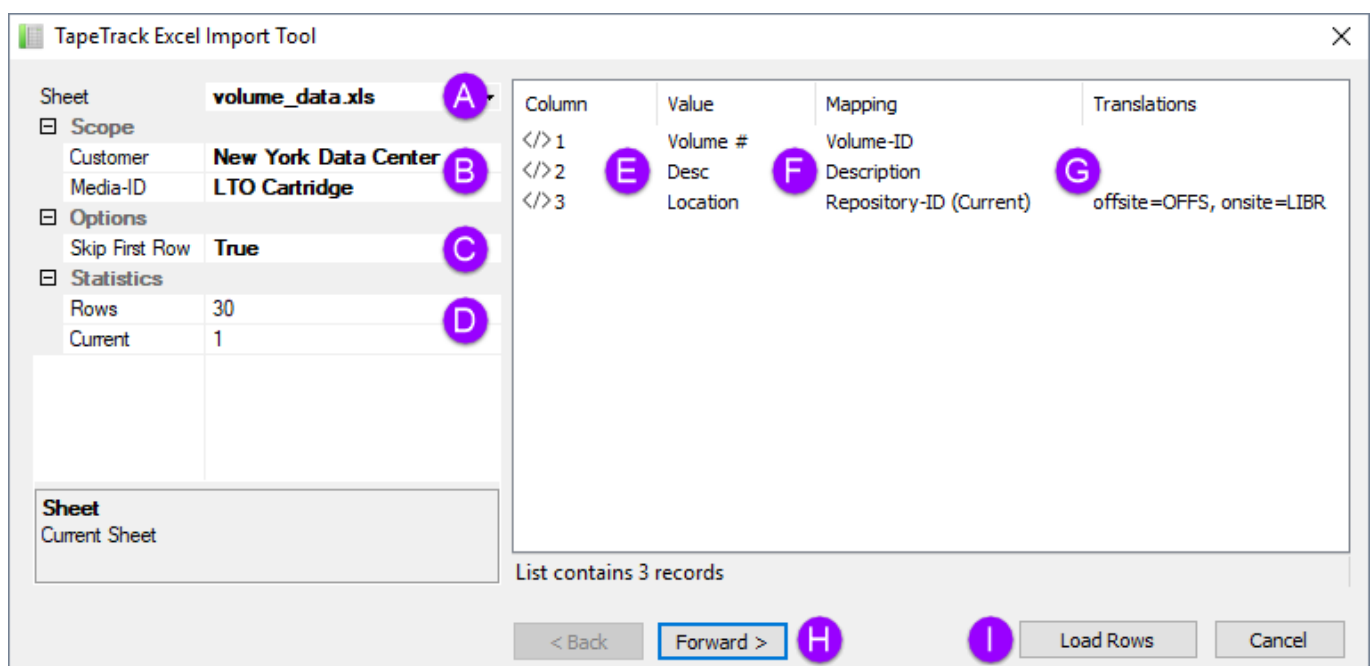 TapeTrack Excel Import Tool
Sheet volume_data.xls A
Scope
Customer New York Data Center
B
Media-ID LTO Cartridge
Options
Skip First Row True C
Statistics
Rows 30
D
Current 1
Sheet
Current Sheet
Column Value Mapping Translations
</>1 Volume # Volume-ID
</>2 E Desc F Description G
</>3 Location Repository-ID (Current) offsite=OFFS, onsite=LIBR
List contains 3 records
< Back Forward > H I Load Rows Cancel